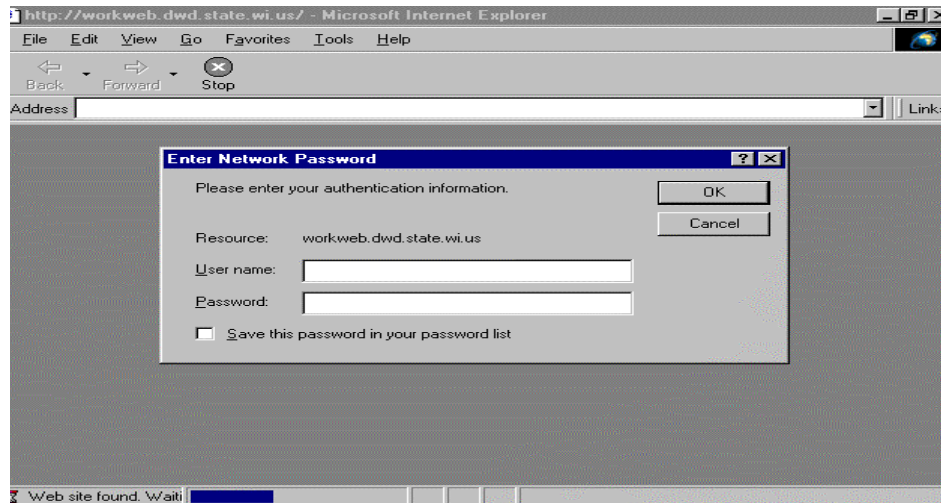 http://workweb.dwd.state.wi.us/ - Microsoft Internet Explorer
File Edit View Go Favorites Tools Help
Back Forward Stop
Address Link
Enter Network Password
Please enter your authentication information.
OK
Cancel
Resource: workweb.dwd.state.wi.us
User name:
Password:
Save this password in your password list
Web site found. Waiti